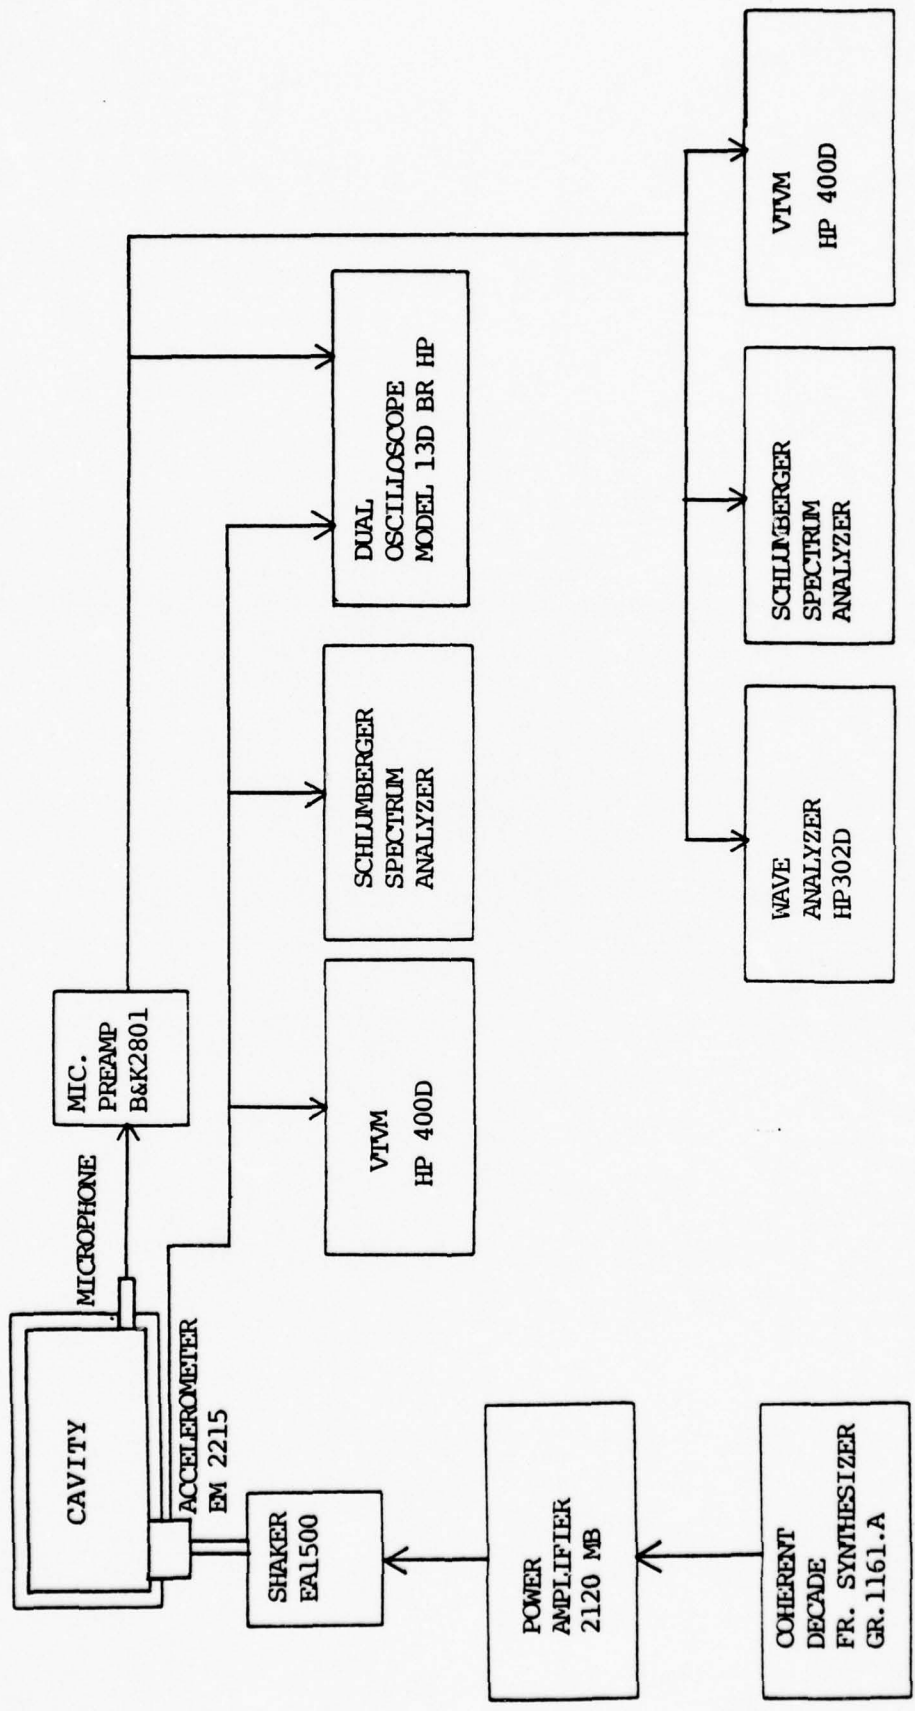 CAVITY
MICROPHONE
MIC.
PREAMP
B&K2801
ACCELEROMETER
EM 2215
SHAKER
EA1500
POWER
AMPLIFIER
2120 MB
COHERENT
DECADE
FR. SYNTHESIZER
GR.1161.A
VTVM
HP 400D
SCHLUMBERGER
SPECTRUM
ANALYZER
DUAL
OSCILLOSCOPE
MODEL 13D BR HP
WAVE
ANALYZER
HP302D
SCHLUMBERGER
SPECTRUM
ANALYZER
VTVM
HP 400D